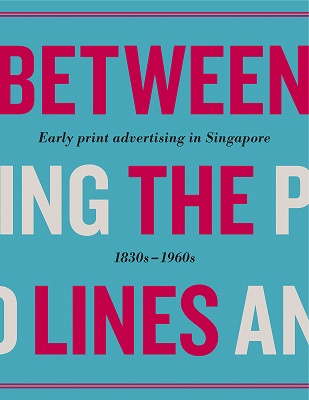 BETWEEN
Early print advertising in Singapore
ING THE P
1830s – 1960s
LINES AN